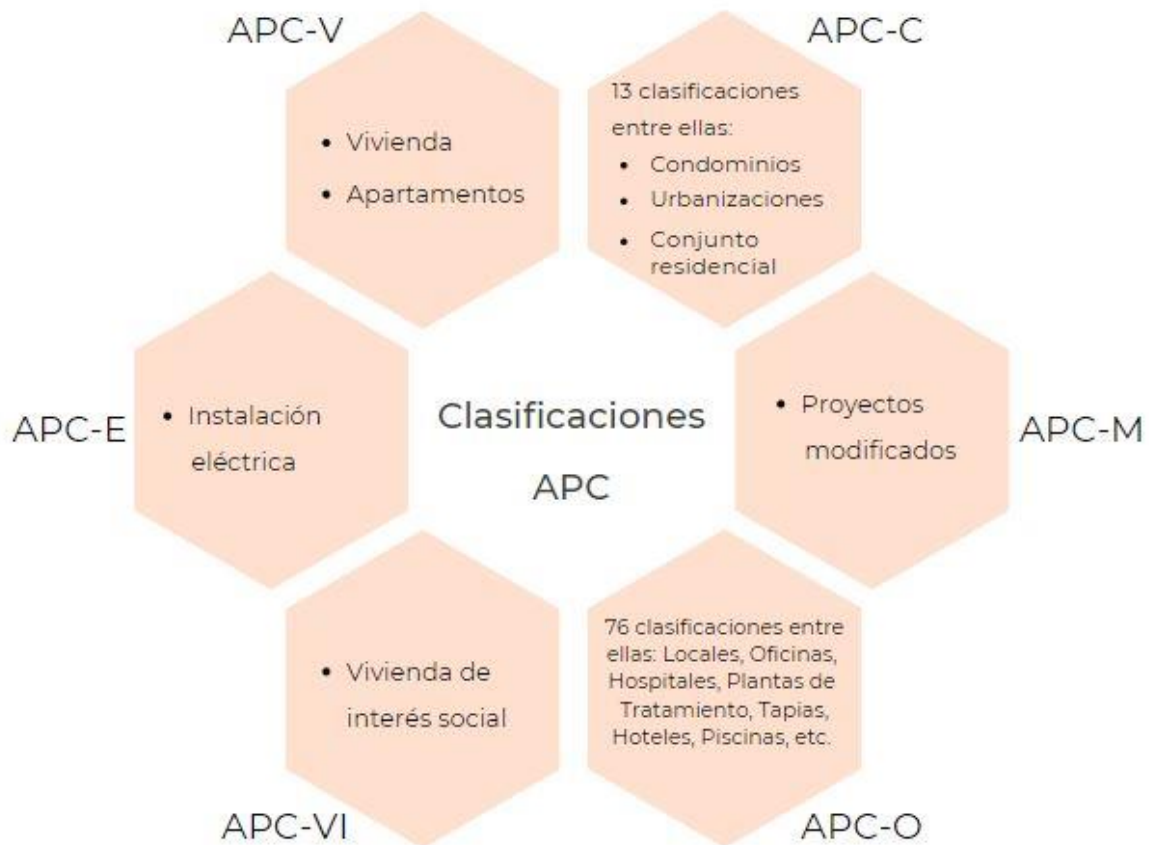 APC-V
• Vivienda
• Apartamentos
APC-C
13 clasificaciones
entre ellas:
• Condominios
• Urbanizaciones
• Conjunto
residencial
APC-E
• Instalación
eléctrica
Clasificaciones
APC
• Proyectos
modificados
APC-M
• Vivienda de
interés social
APC-VI
76 clasificaciones entre
ellas: Locales, Oficinas,
Hospitales, Plantas de
Tratamiento, Tapias,
Hoteles, Piscinas, etc.
APC-O